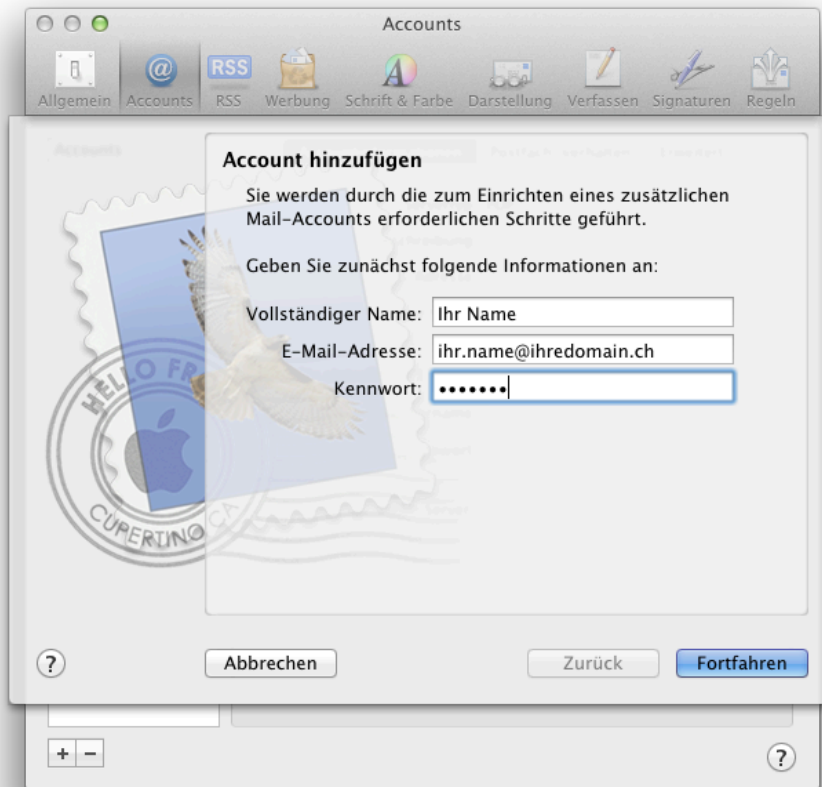 Accounts
Allgemein Accounts RSS Werbung Schrift & Farbe Darstellung Verfassen Signaturen Regeln
RSS
Accounts
Account hinzufügen
Sie werden durch die zum Einrichten eines zusätzlichen
Mail-Accounts erforderlichen Schritte geführt.
Geben Sie zunächst folgende Informationen an:
Vollständiger Name: Ihr Name
E-Mail-Adresse: ihr.name@ihredomain.ch
Kennwort: •••••••
HELLO FR
CUPERTINO CA
? Abbrechen Zurück Fortfahren
+ − ?